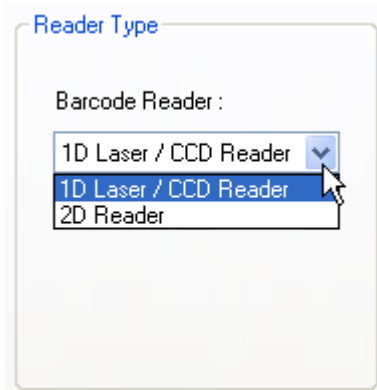 Reader Type
Barcode Reader :
1D Laser / CCD Reader
1D Laser / CCD Reader
2D Reader